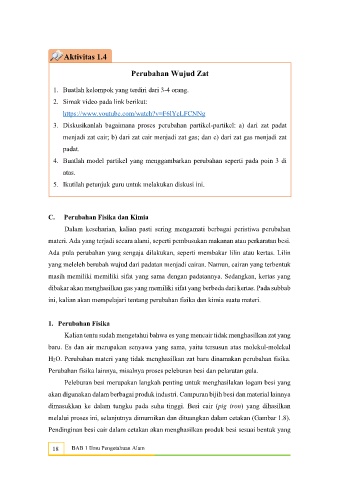 Aktivitas 1.4
Perubahan Wujud Zat
1. Buatlah kelompok yang terdiri dari 3-4 orang.
2. Simak video pada link berikut:
https://www.youtube.com/watch?v=F6lYeLFCNNg
3. Diskusikanlah bagaimana proses perubahan partikel-partikel: a) dari zat padat
menjadi zat cair; b) dari zat cair menjadi zat gas; dan c) dari zat gas menjadi zat
padat.
4. Buatlah model partikel yang menggambarkan perubahan seperti pada poin 3 di
atas.
5. Ikutilah petunjuk guru untuk melakukan diskusi ini.
C. Perubahan Fisika dan Kimia
Dalam keseharian, kalian pasti sering mengamati berbagai peristiwa perubahan
materi. Ada yang terjadi secara alami, seperti pembusukan makanan atau perkaratan besi.
Ada pula perubahan yang sengaja dilakukan, seperti membakar lilin atau kertas. Lilin
yang meleleh berubah wujud dari padatan menjadi cairan. Namun, cairan yang terbentuk
masih memiliki memiliki sifat yang sama dengan padatannya. Sedangkan, kertas yang
dibakar akan menghasilkan gas yang memiliki sifat yang berbeda dari kertas. Pada subbab
ini, kalian akan mempelajari tentang perubahan fisika dan kimia suatu materi.
1. Perubahan Fisika
Kalian tentu sudah mengetahui bahwa es yang mencair tidak menghasilkan zat yang
baru. Es dan air merupakan senyawa yang sama, yaitu tersusun atas molekul-molekul
H₂O. Perubahan materi yang tidak menghasilkan zat baru dinamakan perubahan fisika.
Perubahan fisika lainnya, misalnya proses peleburan besi dan pelarutan gula.
Peleburan besi merupakan langkah penting untuk menghasilakan logam besi yang
akan digunakan dalam berbagai produk industri. Campuran bijih besi dan material lainnya
dimasukkan ke dalam tungku pada suhu tinggi. Besi cair (pig iron) yang dihasilkan
melalui proses ini, selanjutnya dimurnikan dan dituangkan dalam cetakan (Gambar 1.8).
Pendinginan besi cair dalam cetakan akan menghasilkan produk besi sesuai bentuk yang
18 BAB 1 Ilmu Pengetahuan Alam